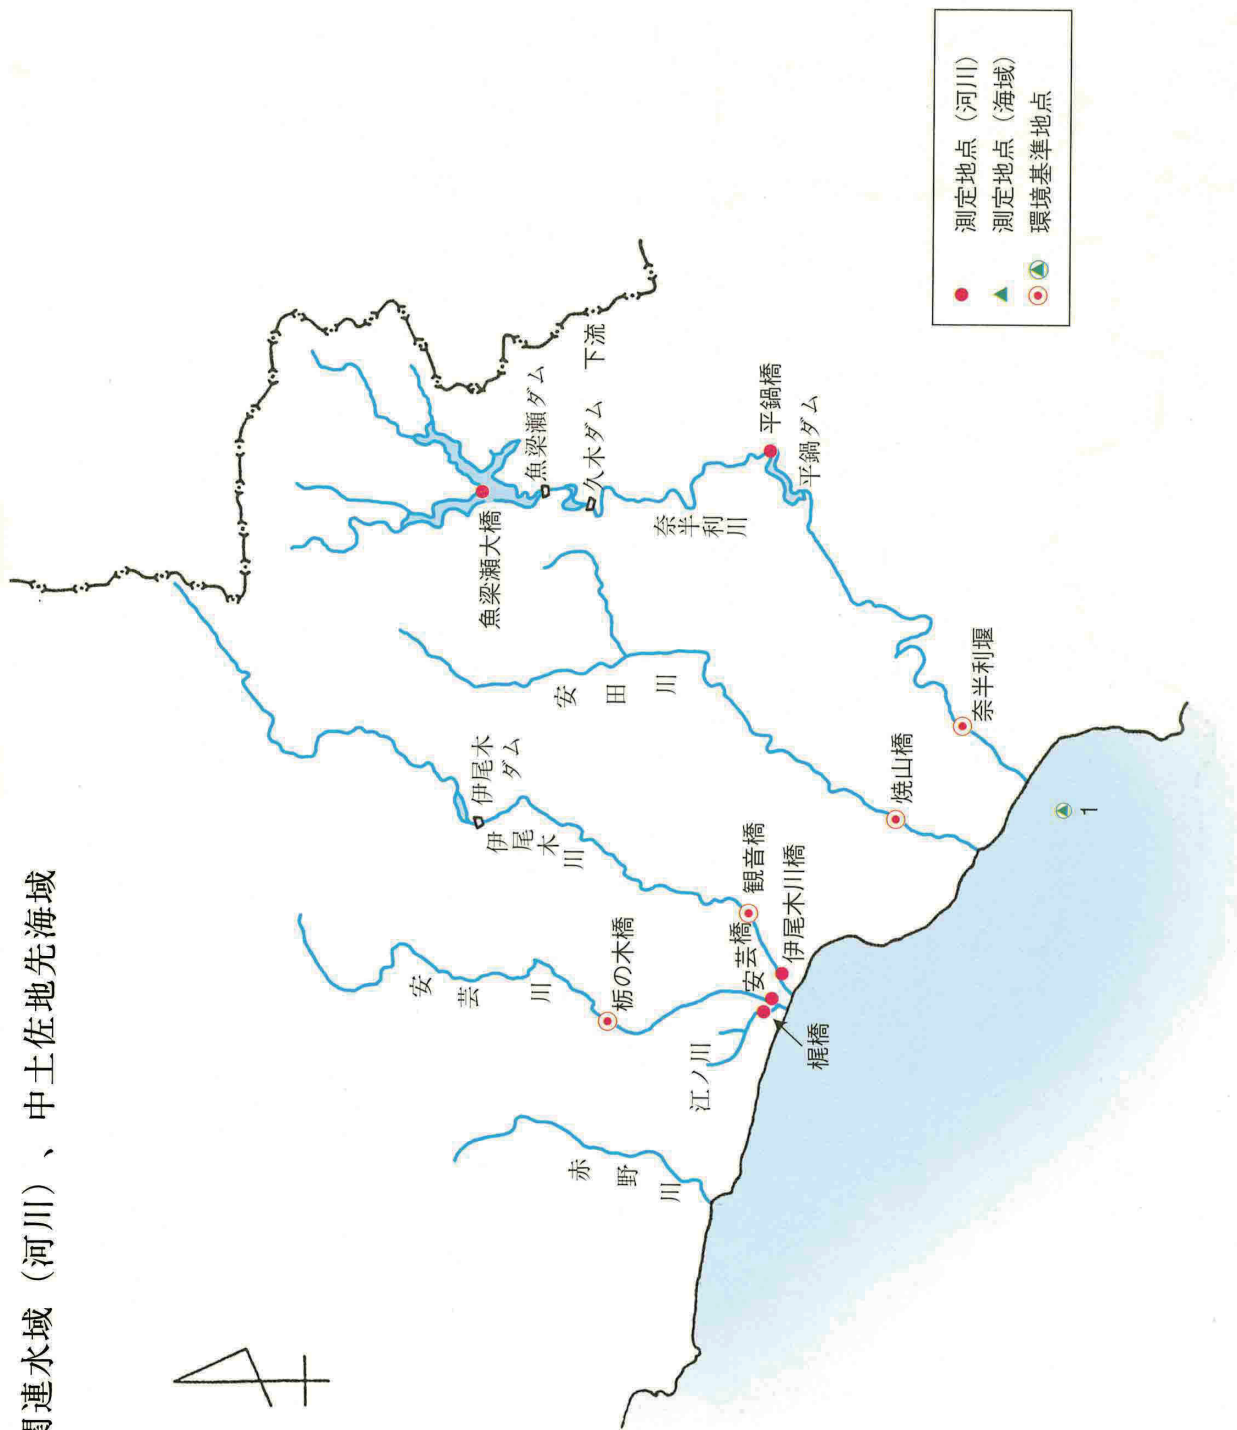 関連水域（河川）、中土佐地先海域
測定地点（河川）
測定地点（海域）
環境基準地点
魚梁瀬大橋
魚梁瀬ダム
久木ダム
下流
平鍋橋
平鍋ダム
奈半利川
奈半利堰
安田川
焼山橋
伊尾木ダム
伊尾木川
観音橋
伊尾木川橋
安芸川
栃の木橋
安芸橋
江ノ川
梶橋
赤野川
1